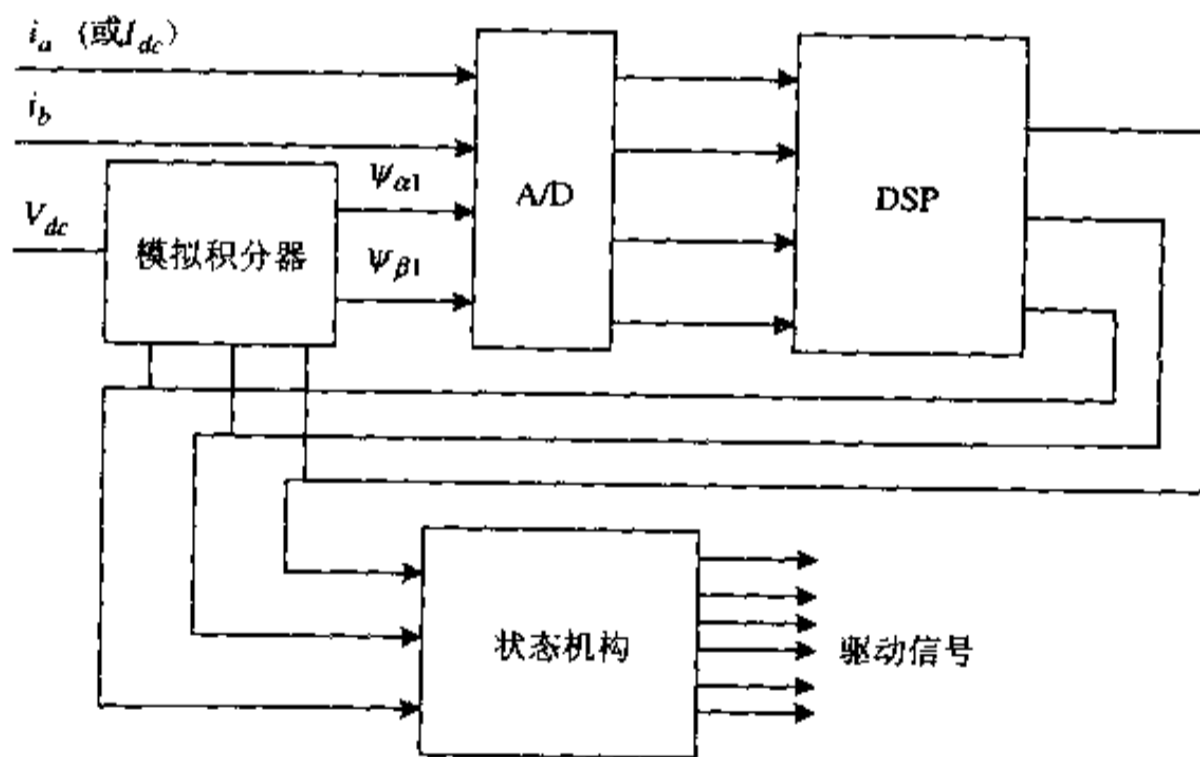 i_a (或I_dc)
i_b
V_dc
模拟积分器
ψ_α1
ψ_β1
A/D
DSP
状态机构
驱动信号